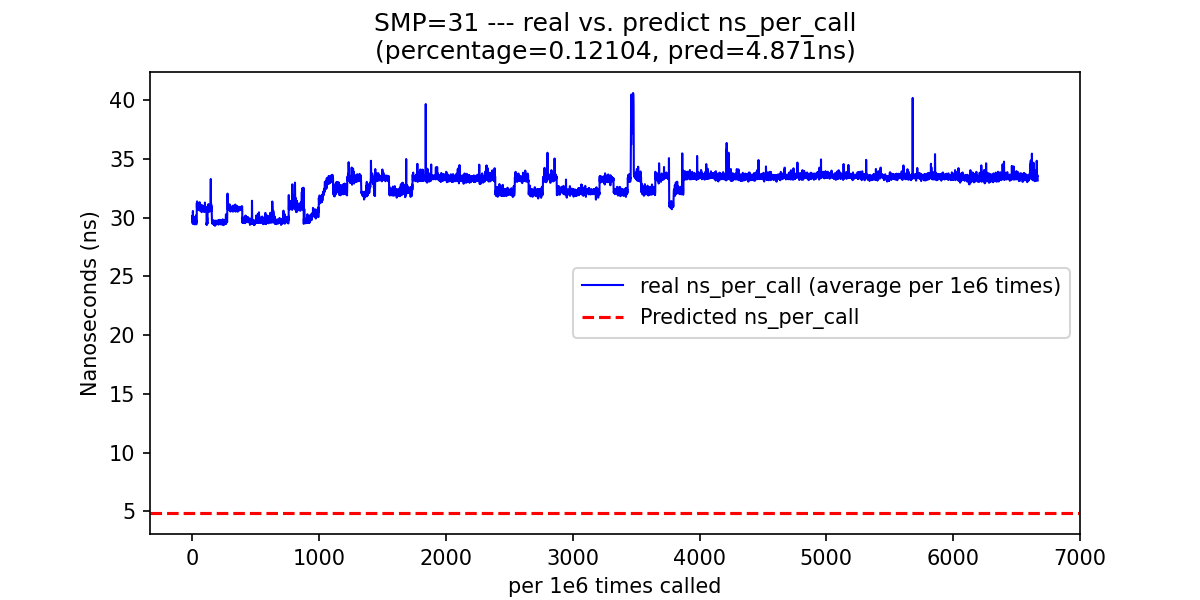 SMP=31 --- real vs. predict ns_per_call
(percentage=0.12104, pred=4.871ns)
Nanoseconds (ns)
40
35
30
25
20
15
10
5
real ns_per_call (average per 1e6 times)
Predicted ns_per_call
0 1000 2000 3000 4000 5000 6000 7000
per 1e6 times called